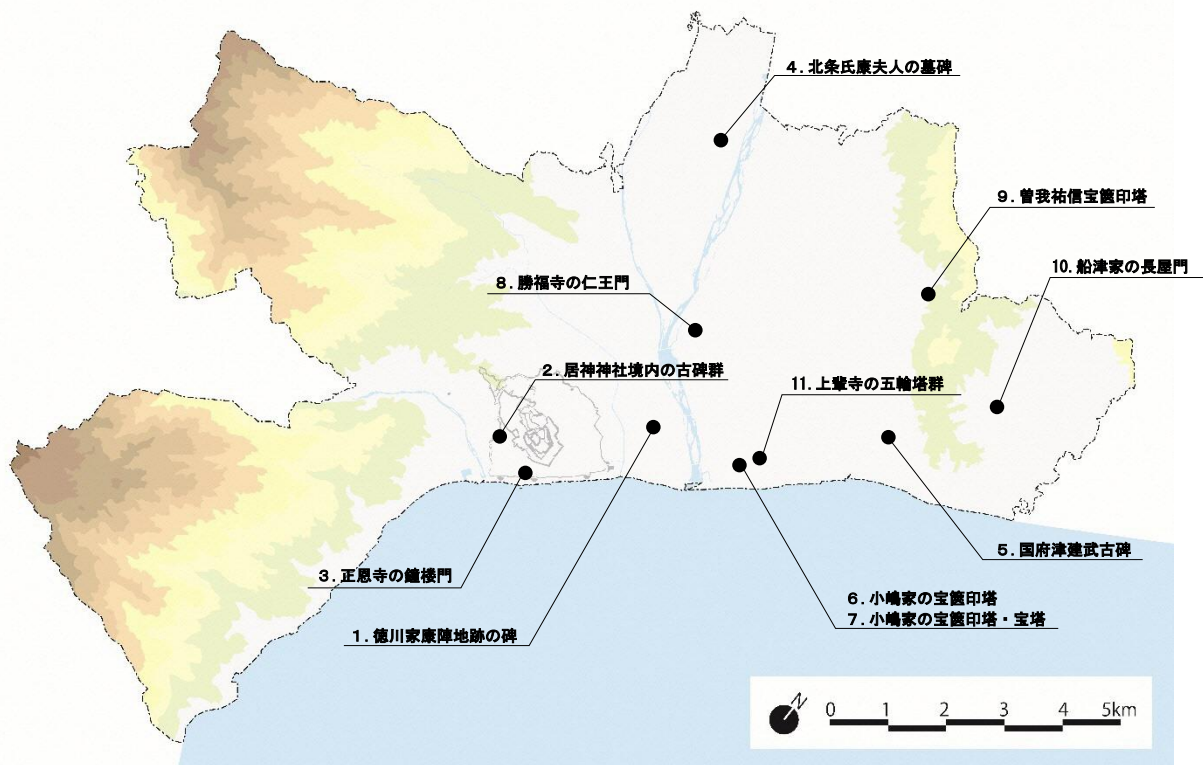 4．北条氏康夫人の墓碑
9．曽我祐信宝篋印塔
10．船津家の長屋門
8．勝福寺の仁王門
2．居神神社境内の古碑群
11．上輩寺の五輪塔群
5．国府津建武古碑
3．正恩寺の鐘楼門
6．小嶋家の宝篋印塔
7．小嶋家の宝篋印塔・宝塔
1．徳川家康陣地跡の碑
N 0 1 2 3 4 5km